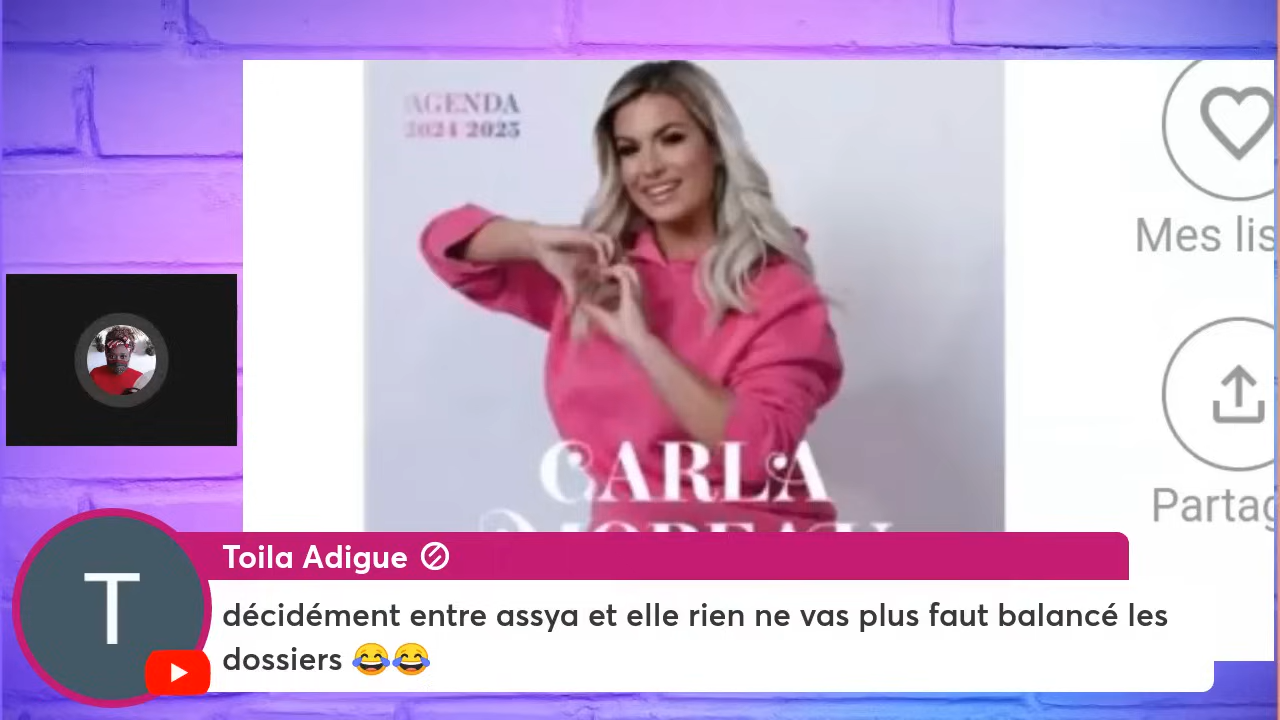 AGENDA
2024 2025
Mes lis
CARLA
Partag
T
Toila Adigue
décidément entre assya et elle rien ne vas plus faut balancé les
dossiers 😂😂